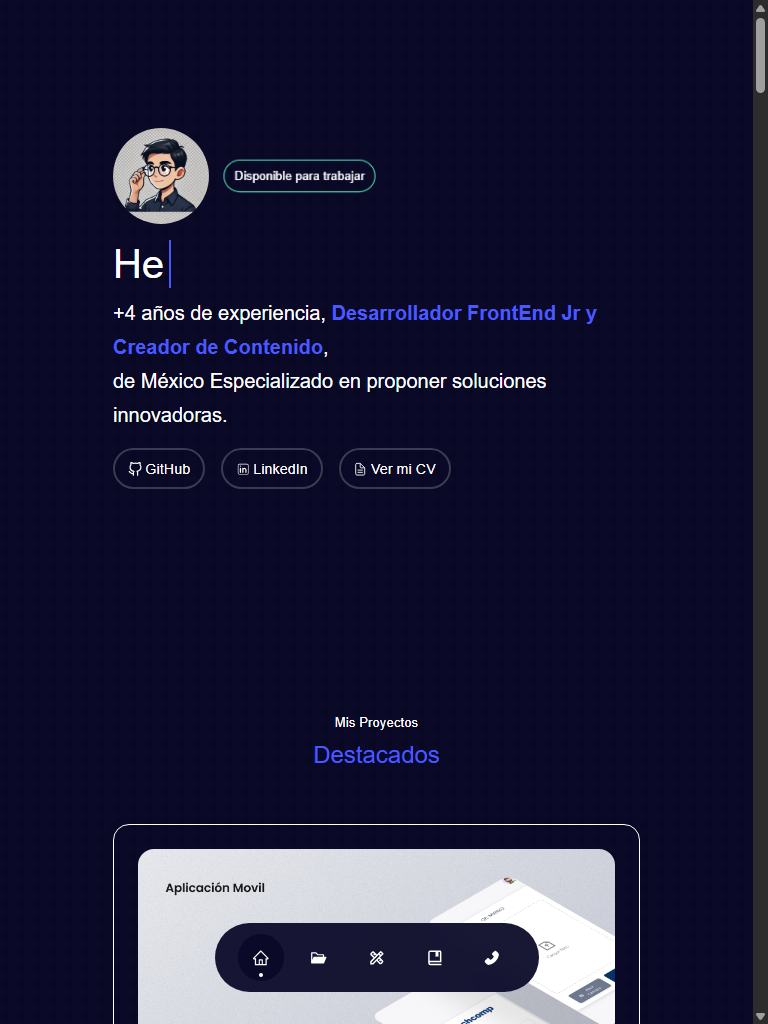 Disponible para trabajar
He
+4 años de experiencia, Desarrollador FrontEnd Jr y
Creador de Contenido,
de México Especializado en proponer soluciones
innovadoras.
GitHub
LinkedIn
Ver mi CV
Mis Proyectos
Destacados
Aplicación Movil